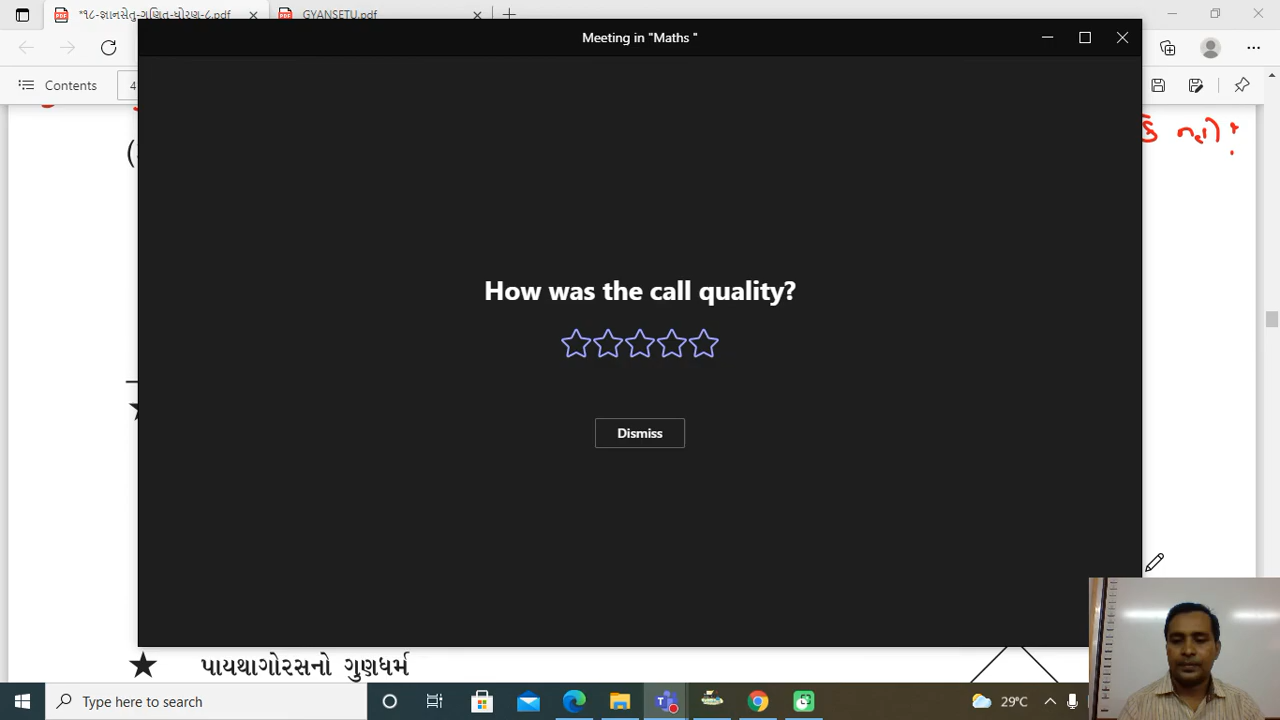 GYANSETU.pdf
Meeting in "Maths "
Contents
4
How was the call quality?
Dismiss
પાયથાગોરસનો ગુણધર્મ
Type here to search
29°C